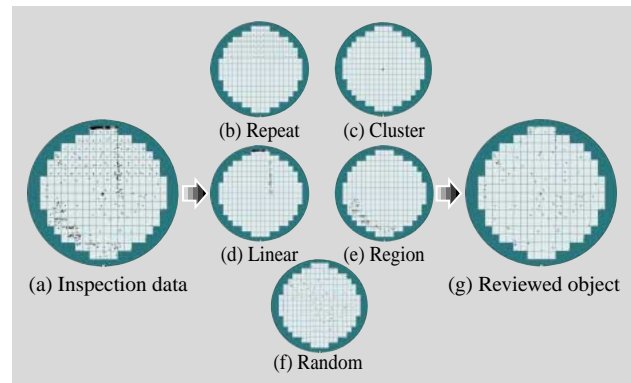 (b) Repeat
(c) Cluster
(a) Inspection data
(d) Linear
(e) Region
(g) Reviewed object
(f) Random